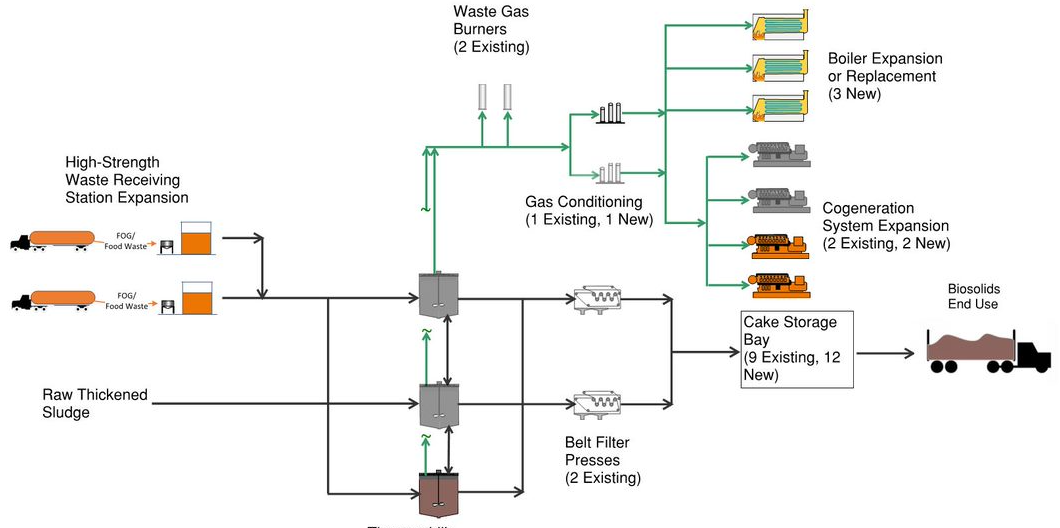 Waste Gas
Burners
(2 Existing)
Boiler Expansion
or Replacement
(3 New)
High-Strength
Waste Receiving
Station Expansion
Gas Conditioning
(1 Existing, 1 New)
Cogeneration
System Expansion
(2 Existing, 2 New)
FOG/
Food Waste
FOG/
Food Waste
Biosolids
End Use
Cake Storage
Bay
(9 Existing, 12
New)
Raw Thickened
Sludge
Belt Filter
Presses
(2 Existing)